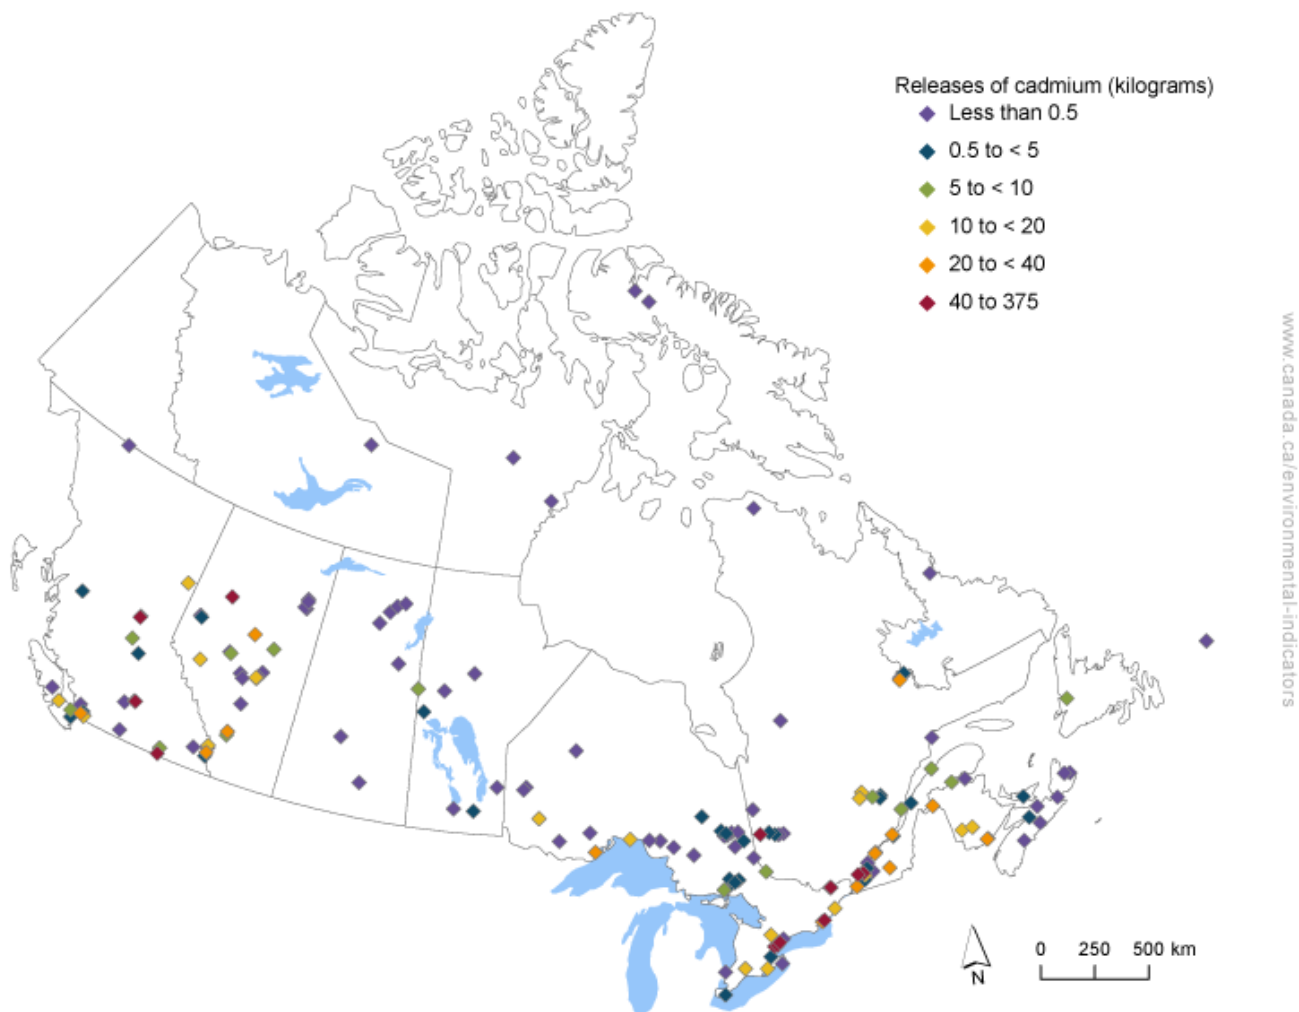 Releases of cadmium (kilograms)
Less than 0.5
0.5 to < 5
5 to < 10
10 to < 20
20 to < 40
40 to 375
www.canada.ca/environmental-indicators
N
0 250 500 km